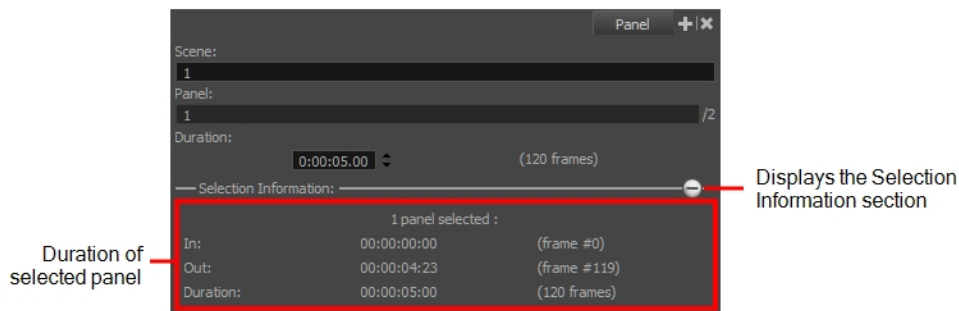 Panel
Scene:
1
Panel:
1 /2
Duration:
0:00:05.00 (120 frames)
Selection Information:
Displays the Selection
Information section
1 panel selected :
In: 00:00:00:00 (frame #0)
Out: 00:00:04:23 (frame #119)
Duration: 00:00:05:00 (120 frames)
Duration of
selected panel